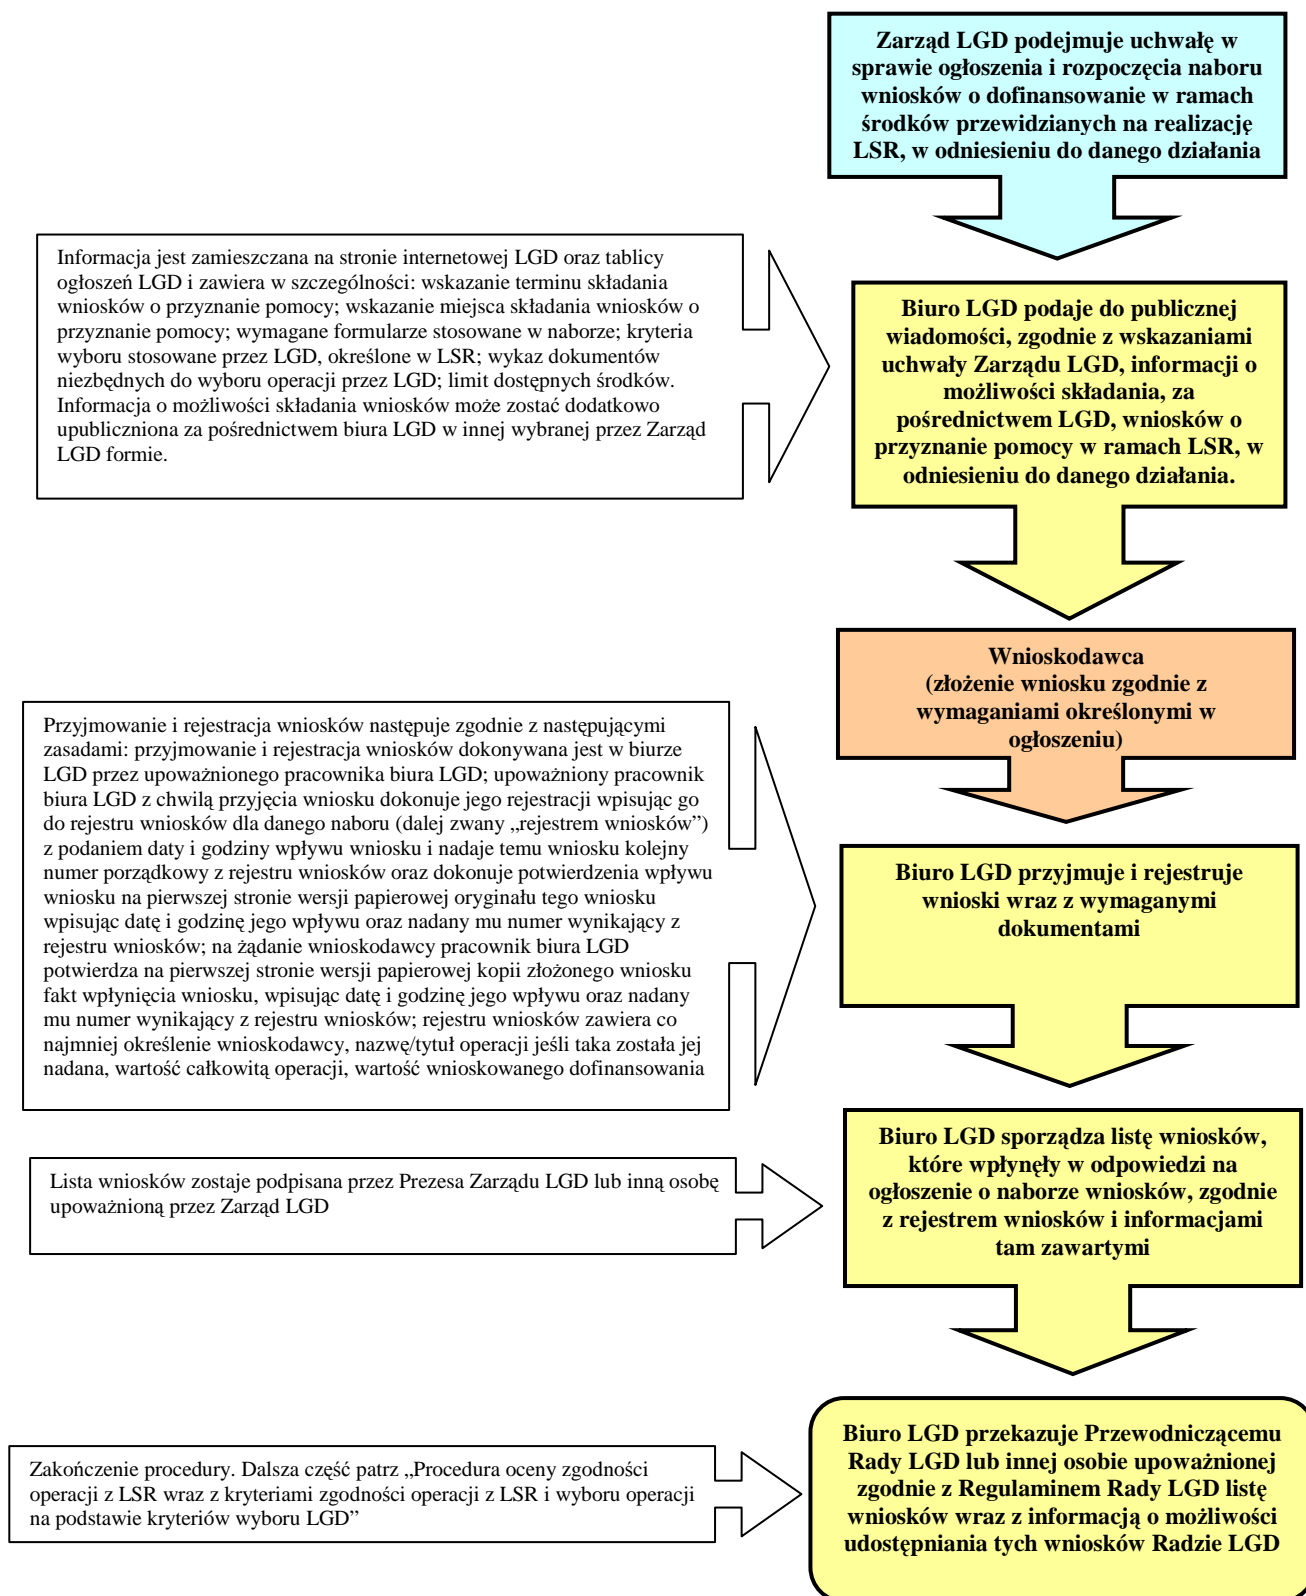 Zarząd LGD podejmuje uchwałę w
sprawie ogłoszenia i rozpoczęcia naboru
wniosków o dofinansowanie w ramach
środków przewidzianych na realizację
LSR, w odniesieniu do danego działania
Informacja jest zamieszczana na stronie internetowej LGD oraz tablicy
ogłoszeń LGD i zawiera w szczególności: wskazanie terminu składania
wniosków o przyznanie pomocy; wskazanie miejsca składania wniosków o
przyznanie pomocy; wymagane formularze stosowane w naborze; kryteria
wyboru stosowane przez LGD, określone w LSR; wykaz dokumentów
niezbędnych do wyboru operacji przez LGD; limit dostępnych środków.
Informacja o możliwości składania wniosków może zostać dodatkowo
upubliczniona za pośrednictwem biura LGD w innej wybranej przez Zarząd
LGD formie.
Biuro LGD podaje do publicznej
wiadomości, zgodnie z wskazaniami
uchwały Zarządu LGD, informacji o
możliwości składania, za
pośrednictwem LGD, wniosków o
przyznanie pomocy w ramach LSR, w
odniesieniu do danego działania.
Wnioskodawca
(złożenie wniosku zgodnie z
wymaganiami określonymi w
ogłoszeniu)
Przyjmowanie i rejestracja wniosków następuje zgodnie z następującymi
zasadami: przyjmowanie i rejestracja wniosków dokonywana jest w biurze
LGD przez upoważnionego pracownika biura LGD; upoważniony pracownik
biura LGD z chwilą przyjęcia wniosku dokonuje jego rejestracji wpisując go
do rejestru wniosków dla danego naboru (dalej zwany „rejestrem wniosków”)
z podaniem daty i godziny wpływu wniosku i nadaje temu wniosku kolejny
numer porządkowy z rejestru wniosków oraz dokonuje potwierdzenia wpływu
wniosku na pierwszej stronie wersji papierowej oryginału tego wniosku
wpisując datę i godzinę jego wpływu oraz nadany mu numer wynikający z
rejestru wniosków; na żądanie wnioskodawcy pracownik biura LGD
potwierdza na pierwszej stronie wersji papierowej kopii złożonego wniosku
fakt wpłynięcia wniosku, wpisując datę i godzinę jego wpływu oraz nadany
mu numer wynikający z rejestru wniosków; rejestru wniosków zawiera co
najmniej określenie wnioskodawcy, nazwę/tytuł operacji jeśli taka została jej
nadana, wartość całkowitą operacji, wartość wnioskowanego dofinansowania
Biuro LGD przyjmuje i rejestruje
wnioski wraz z wymaganymi
dokumentami
Biuro LGD sporządza listę wniosków,
które wpłynęły w odpowiedzi na
ogłoszenie o naborze wniosków, zgodnie
z rejestrem wniosków i informacjami
tam zawartymi
Lista wniosków zostaje podpisana przez Prezesa Zarządu LGD lub inną osobę
upoważnioną przez Zarząd LGD
Biuro LGD przekazuje Przewodniczącemu
Rady LGD lub innej osobie upoważnionej
zgodnie z Regulaminem Rady LGD listę
wniosków wraz z informacją o możliwości
udostępniania tych wniosków Radzie LGD
Zakończenie procedury. Dalsza część patrz „Procedura oceny zgodności
operacji z LSR wraz z kryteriami zgodności operacji z LSR i wyboru operacji
na podstawie kryteriów wyboru LGD”